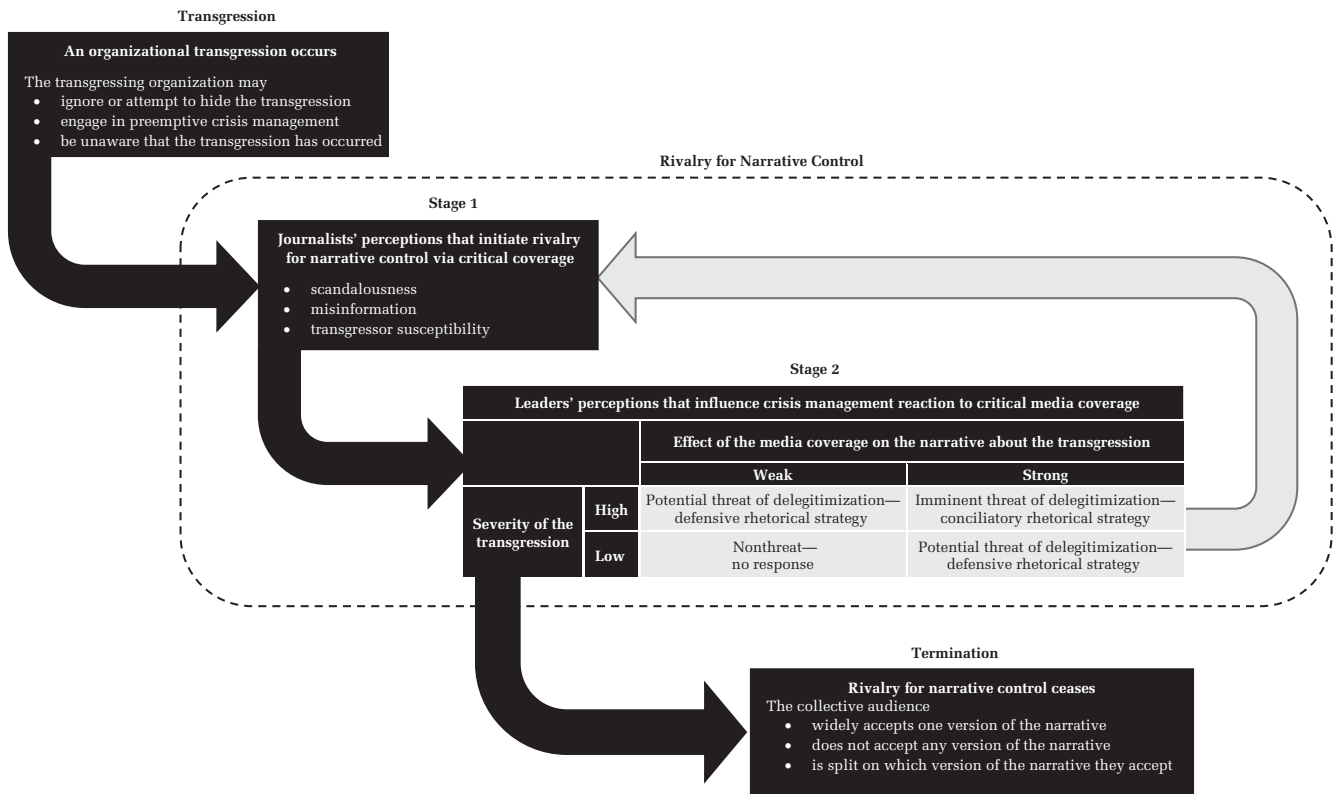 Transgression
An organizational transgression occurs
The transgressing organization may
• ignore or attempt to hide the transgression
• engage in preemptive crisis management
• be unaware that the transgression has occurred
Rivalry for Narrative Control
Stage 1
Journalists’ perceptions that initiate rivalry
for narrative control via critical coverage
• scandalousness
• misinformation
• transgressor susceptibility
Stage 2
Leaders’ perceptions that influence crisis management reaction to critical media coverage
Effect of the media coverage on the narrative about the transgression
Weak
Strong
Severity of the
transgression
High
Potential threat of delegitimization—
defensive rhetorical strategy
Imminent threat of delegitimization—
conciliatory rhetorical strategy
Low
Nonthreat—
no response
Potential threat of delegitimization—
defensive rhetorical strategy
Termination
Rivalry for narrative control ceases
The collective audience
• widely accepts one version of the narrative
• does not accept any version of the narrative
• is split on which version of the narrative they accept